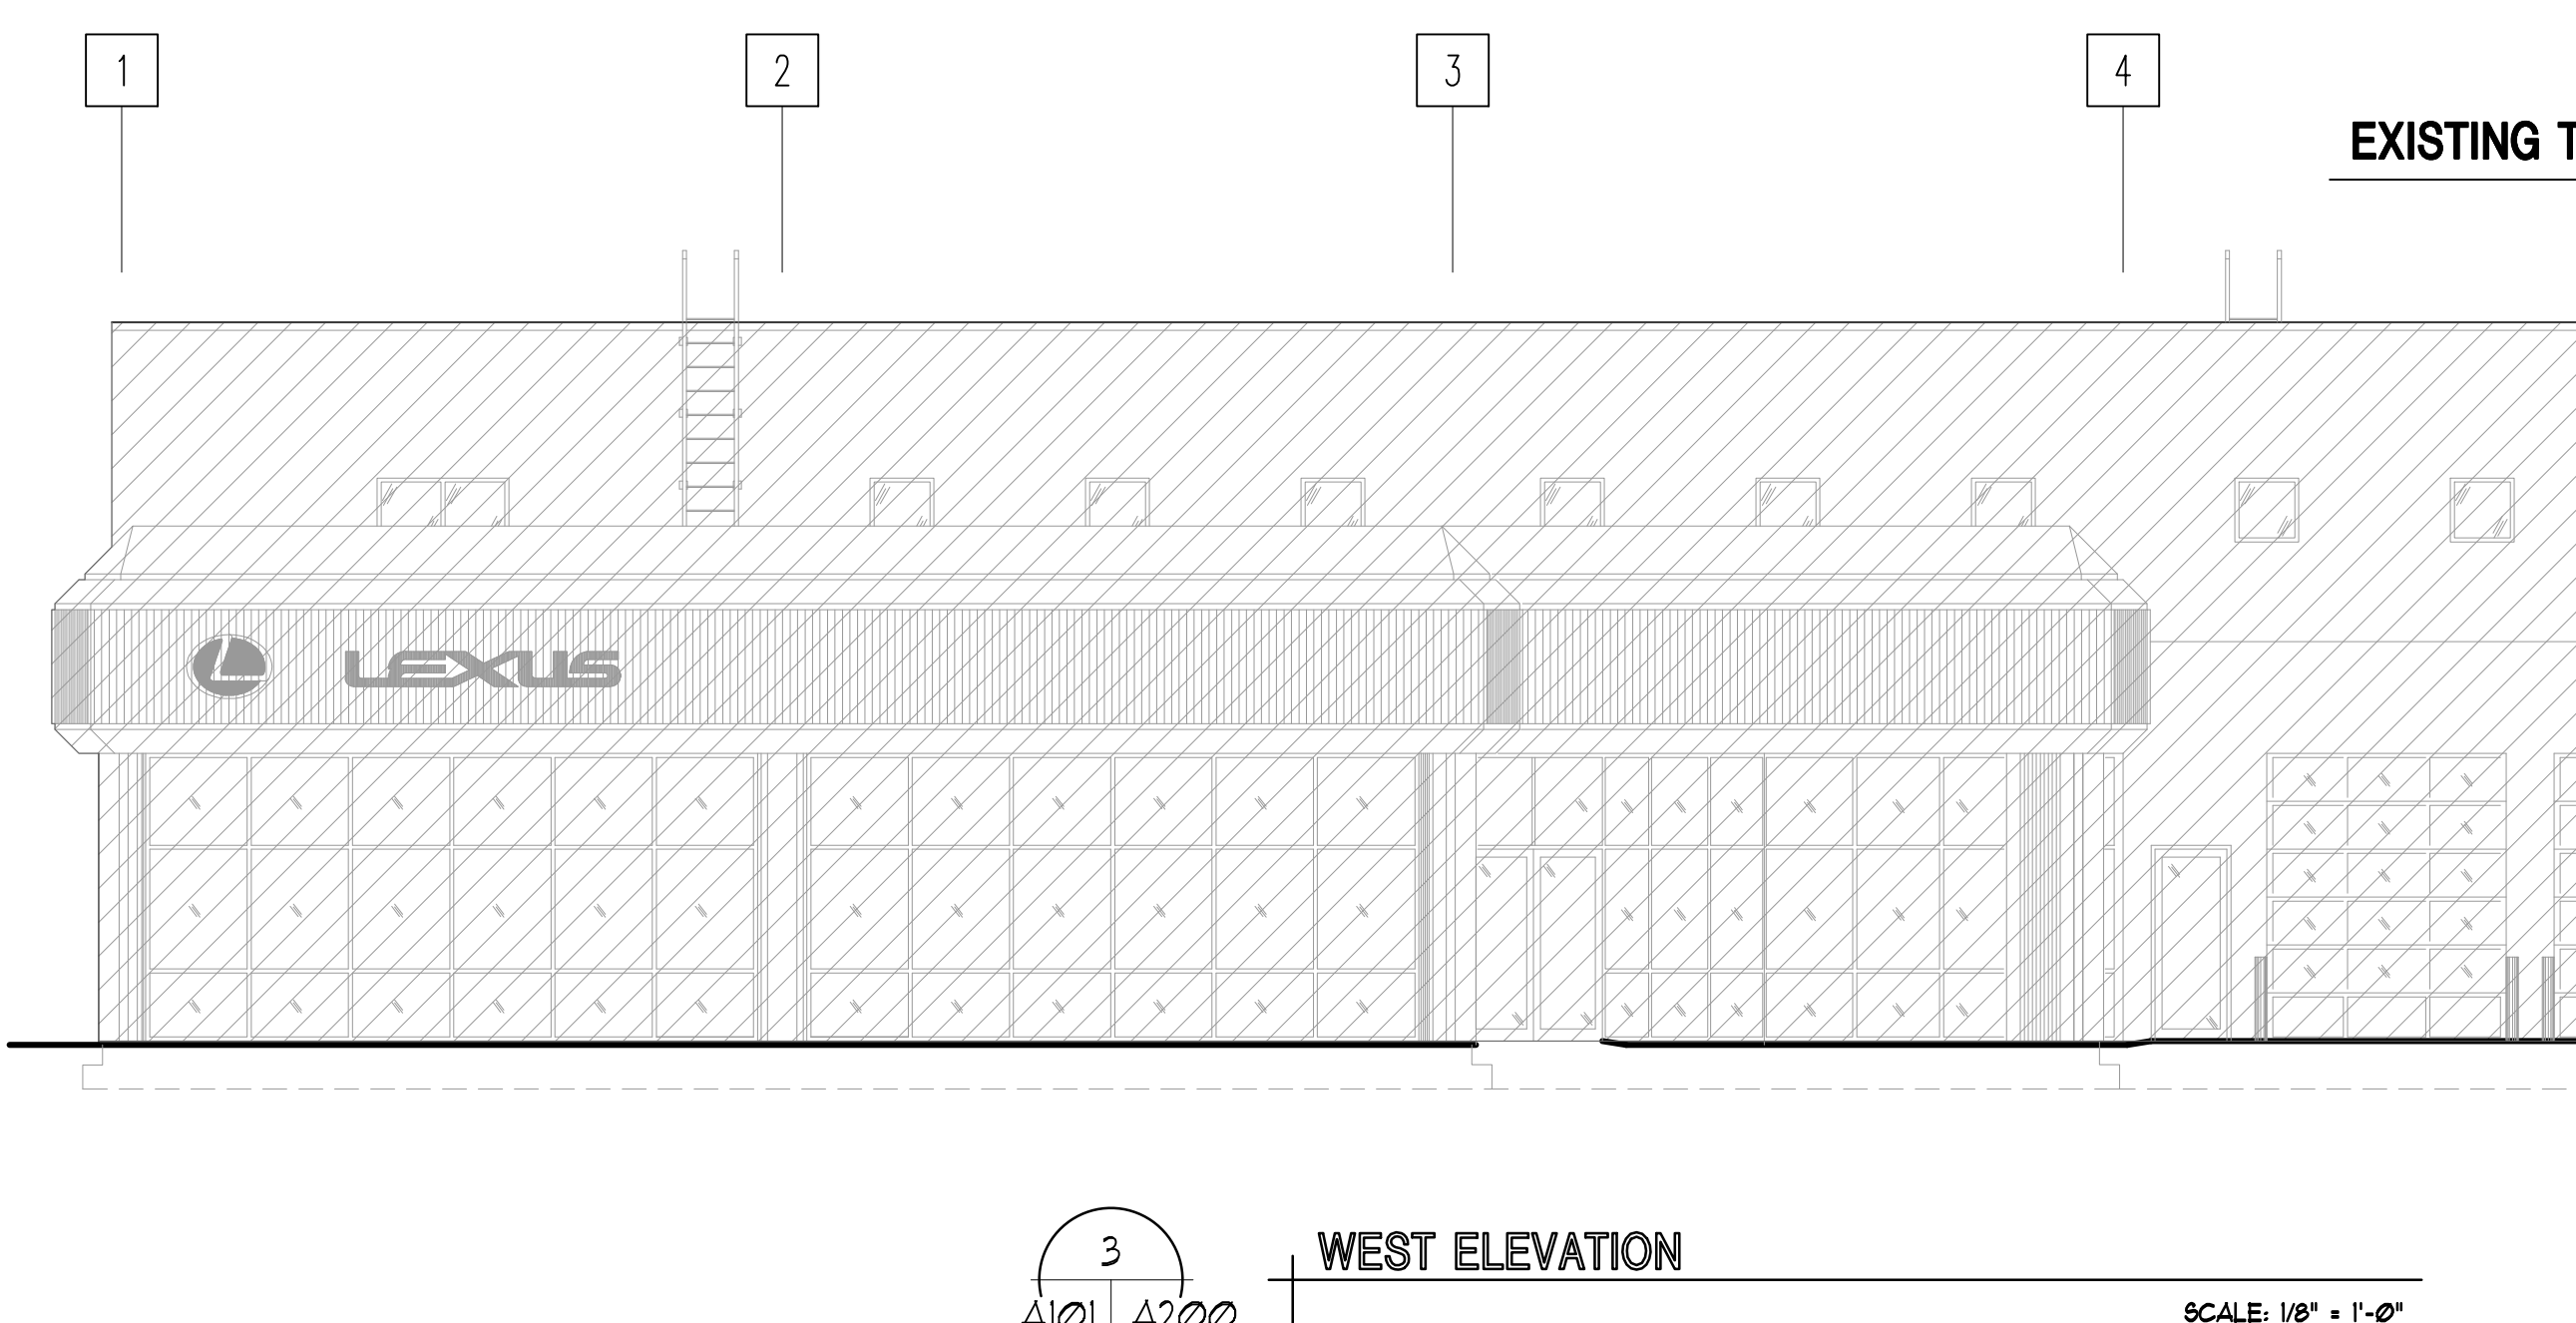 1 2 3 4
EXISTING T
LEXUS
3
WEST ELEVATION
A101 A200
SCALE: 1/8" = 1'-0"